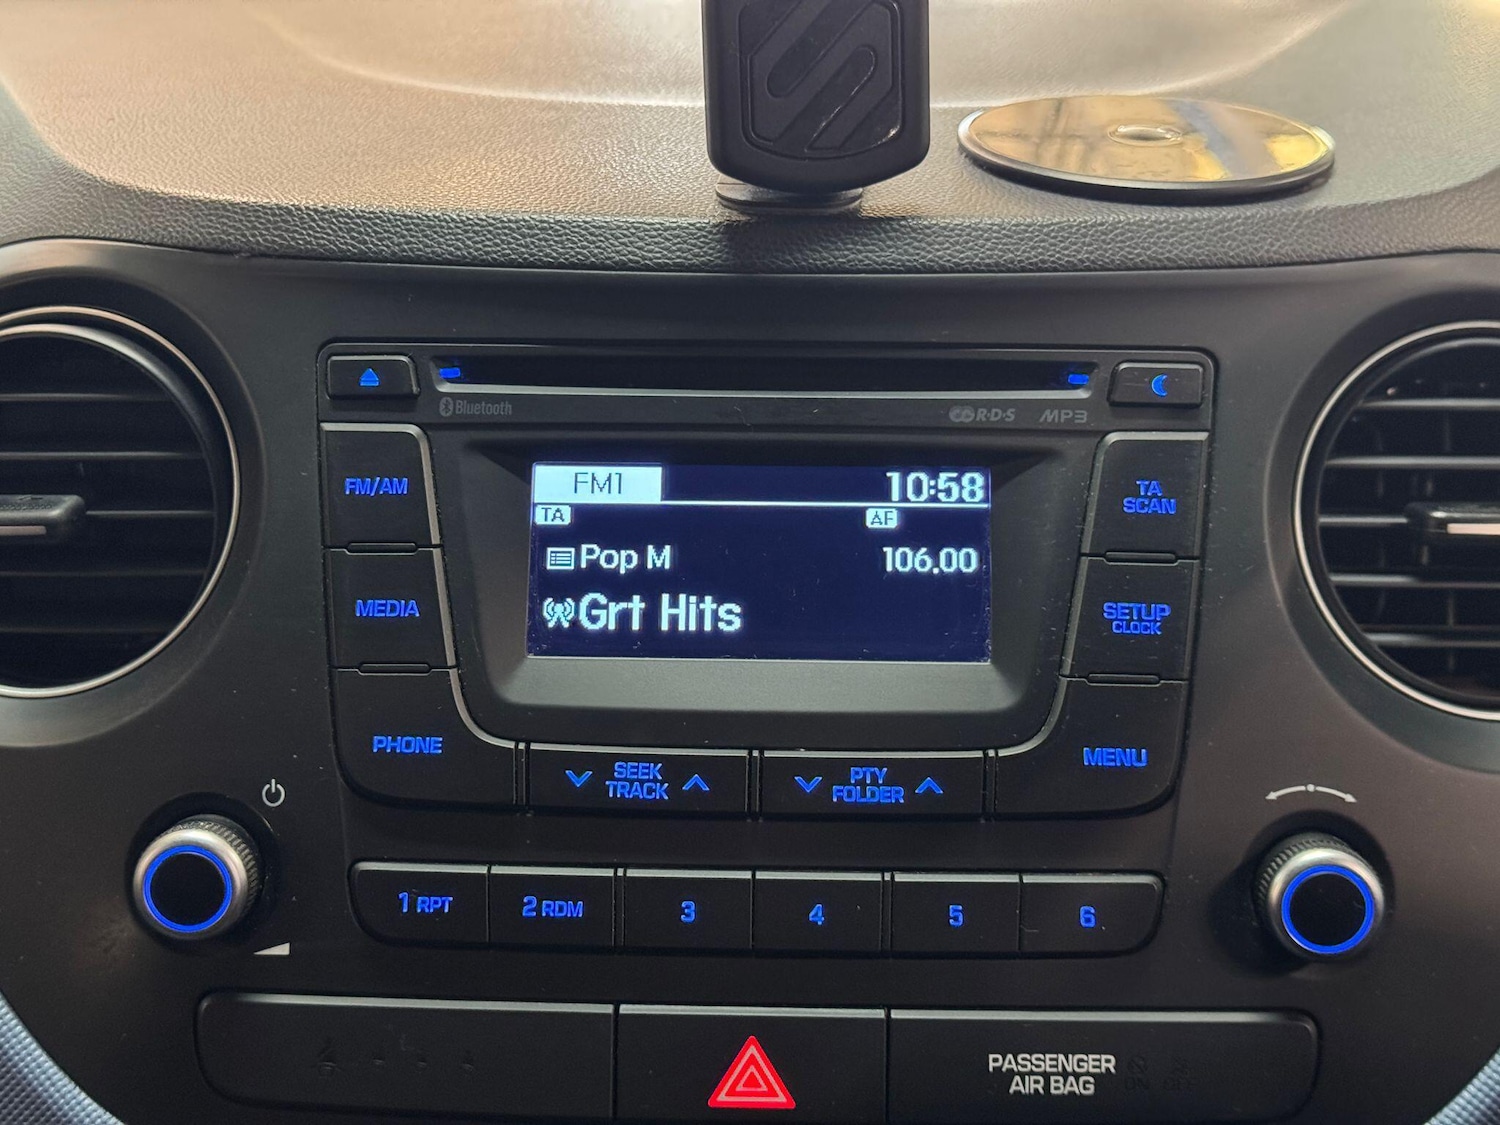 Bluetooth
RDS
MP3
FM/AM
FM1
10:58
TA
AF
TA
SCAN
MEDIA
Pop M
106.00
Grt Hits
SETUP
CLOCK
PHONE
SEEK
TRACK
PTY
FOLDER
MENU
1 RPT
2 RDM
3
4
5
6
PASSENGER
AIR BAG